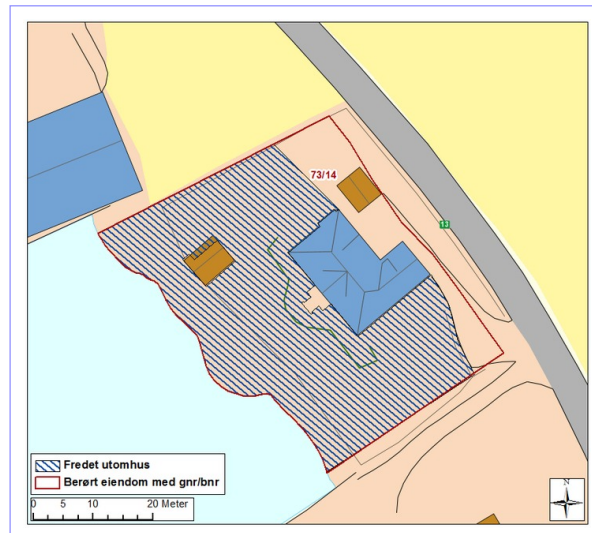 73/14
13
Fredet utomhus
Berørt eiendom med gnr/bnr
0 5 10 20 Meter
N